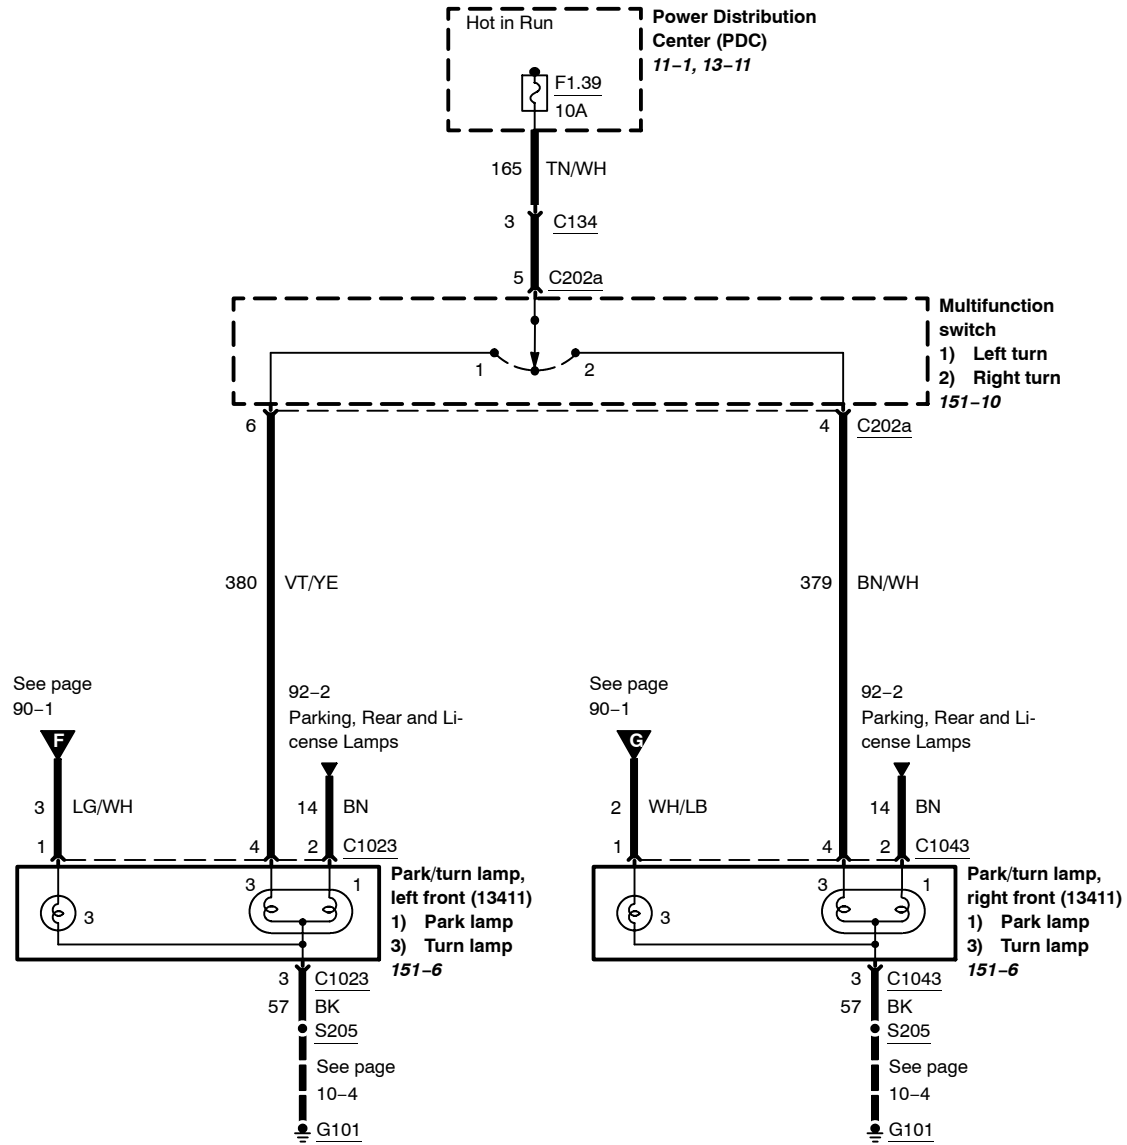 Hot in Run
Power Distribution
Center (PDC)
11−1, 13−11
F1.39
10A
165 TN/WH
3 C134
5 C202a
Multifunction
switch
1) Left turn
2) Right turn
151−10
1 2
6 4 C202a
380 VT/YE 379 BN/WH
See page
90−1
F
92−2
Parking, Rear and Li-
cense Lamps
See page
90−1
G
92−2
Parking, Rear and Li-
cense Lamps
3 LG/WH 14 BN 2 WH/LB 14 BN
1 4 2 C1023 1 4 2 C1043
3 1
3
Park/turn lamp,
left front (13411)
1) Park lamp
3) Turn lamp
151−6
3 1
3
Park/turn lamp,
right front (13411)
1) Park lamp
3) Turn lamp
151−6
3 C1023
57 BK
S205
See page
10−4
G101
3 C1043
57 BK
S205
See page
10−4
G101